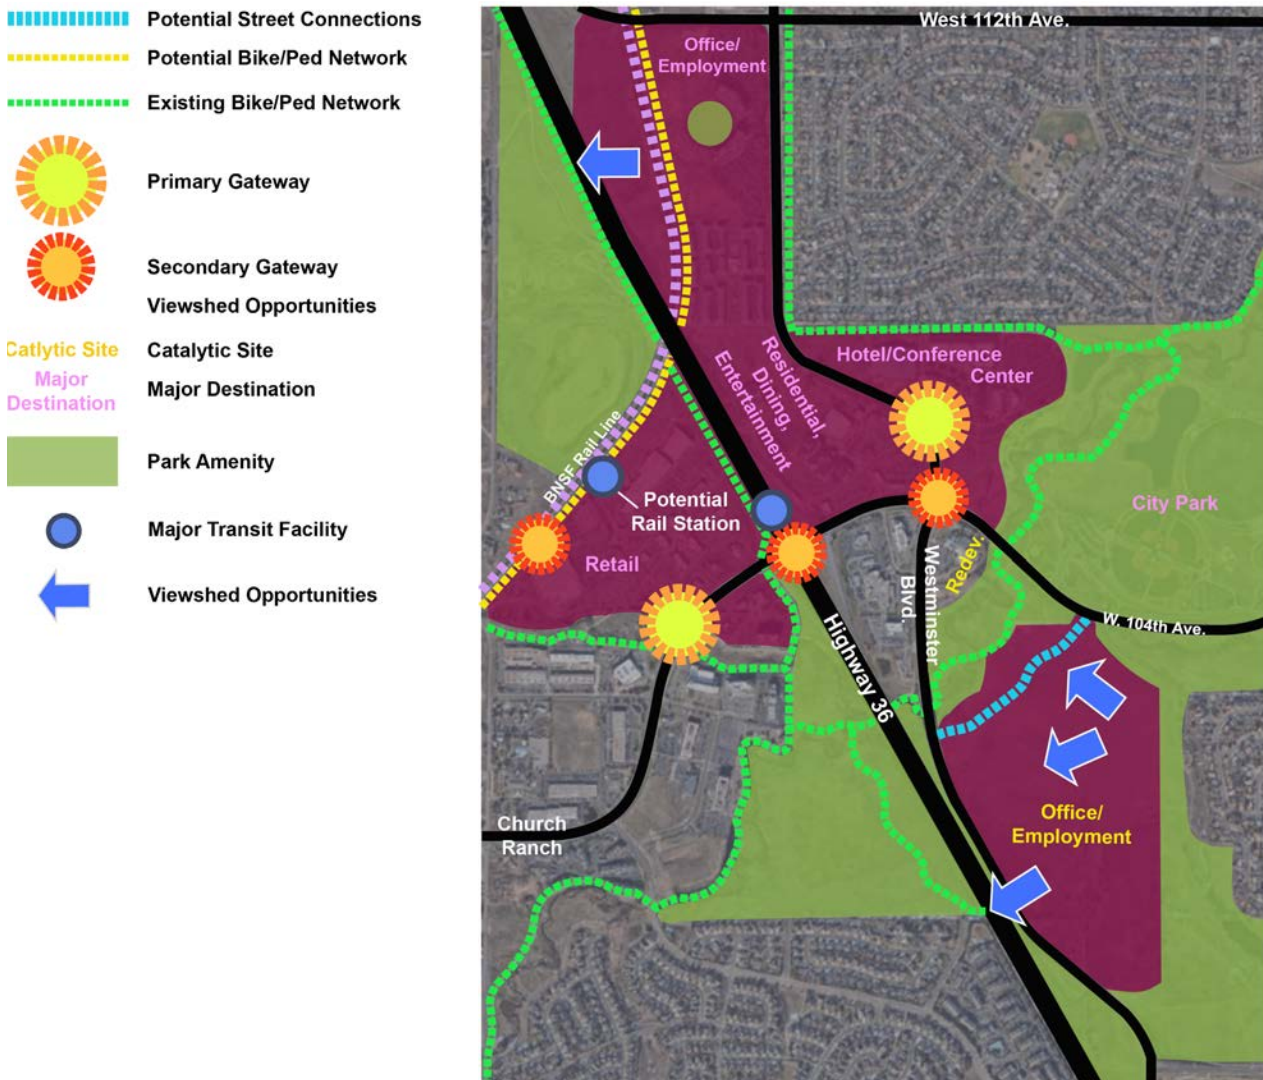 Potential Street Connections
Potential Bike/Ped Network
Existing Bike/Ped Network
Primary Gateway
Secondary Gateway
Viewshed Opportunities
Catlytic Site
Catalytic Site
Major
Destination
Major Destination
Park Amenity
Major Transit Facility
Viewshed Opportunities
West 112th Ave.
Office/
Employment
Residential,
Dining,
Entertainment
Hotel/Conference
Center
BNSF Rail Line
Potential
Rail Station
City Park
Retail
Redev.
Westminster
Blvd.
W. 104th Ave.
Highway 36
Office/
Employment
Church
Ranch